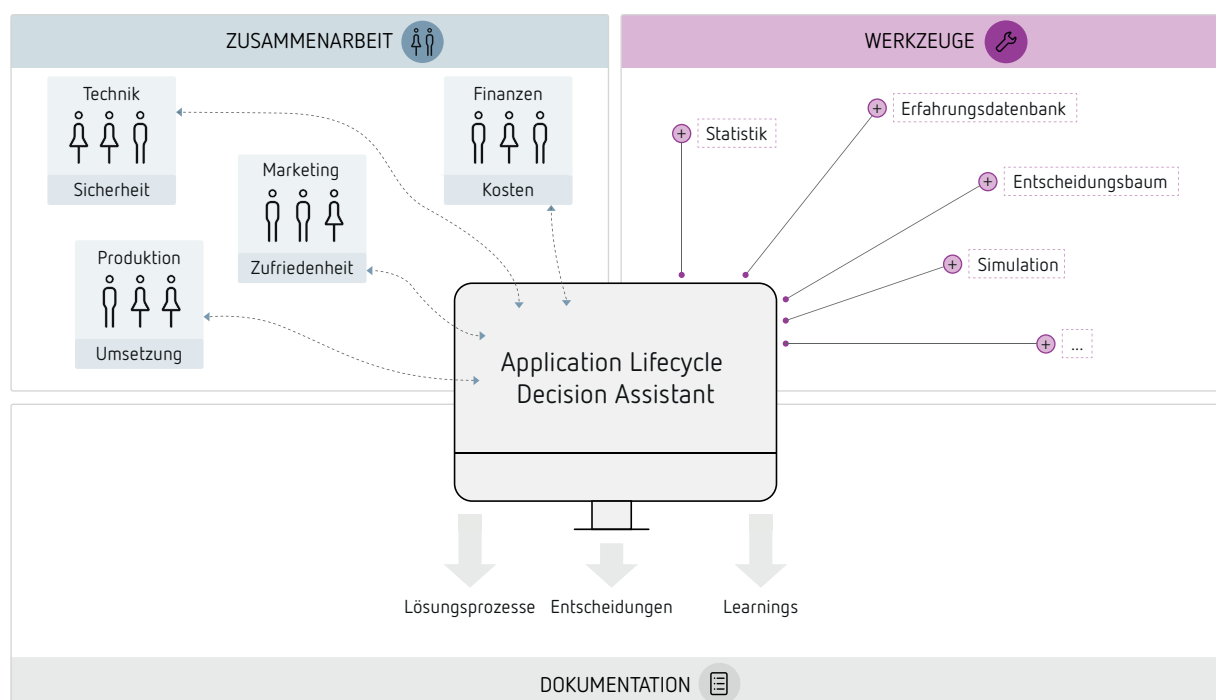 ZUSAMMENARBEIT
Technik
Sicherheit
Marketing
Zufriedenheit
Finanzen
Kosten
Produktion
Umsetzung
WERKZEUGE
Statistik
Erfahrungsdatenbank
Entscheidungsbaum
Simulation
...
Application Lifecycle
Decision Assistant
Lösungsprozesse
Entscheidungen
Learnings
DOKUMENTATION